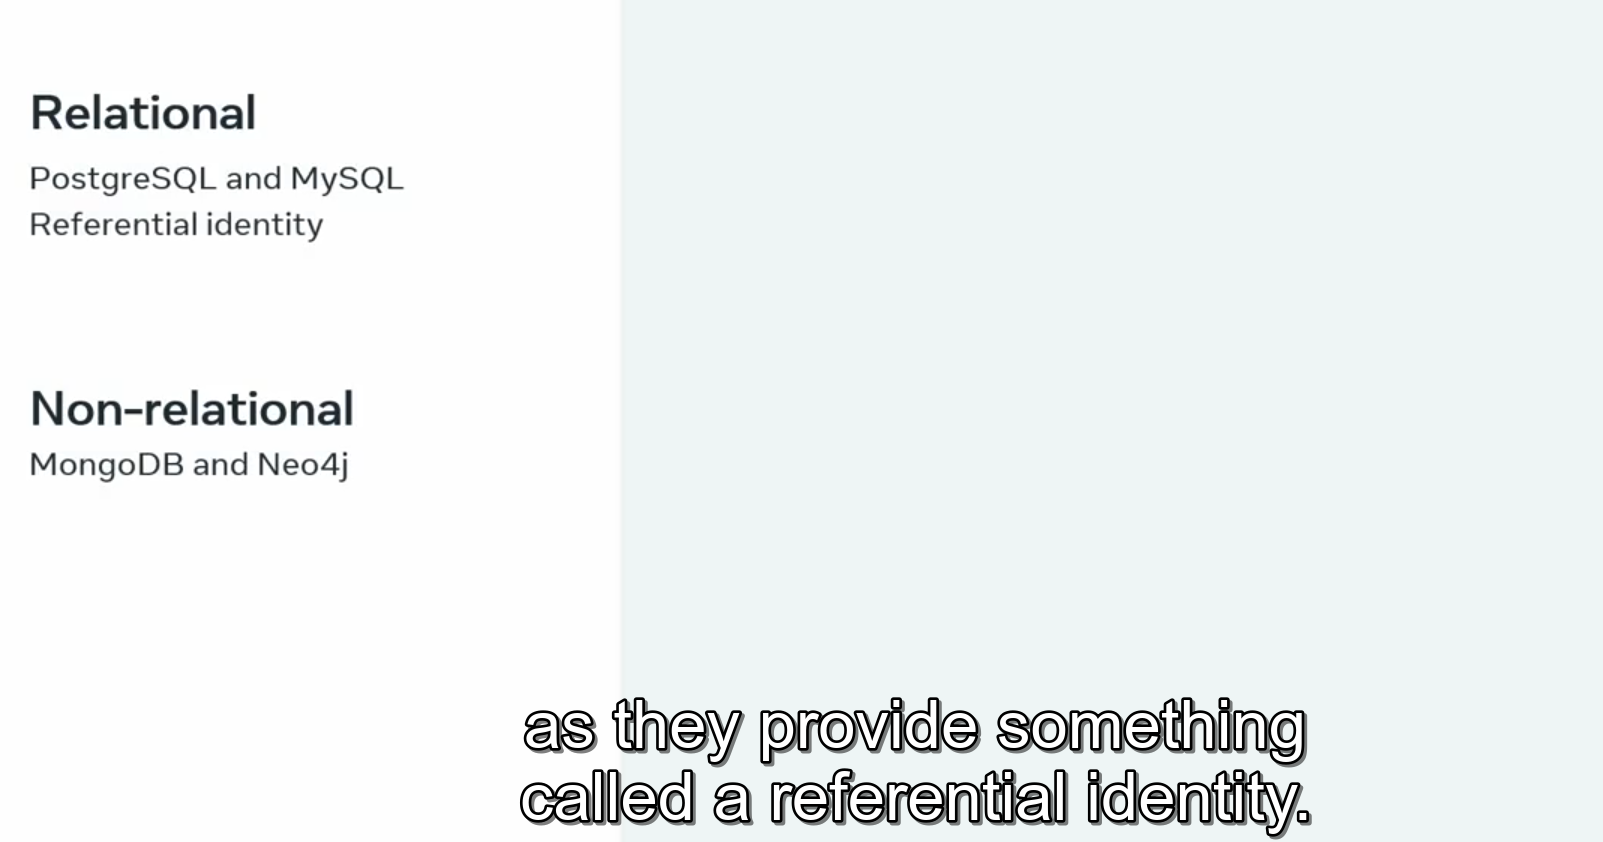 Relational
PostgreSQL and MySQL
Referential identity
Non-relational
MongoDB and Neo4j
as they provide something
called a referential identity.